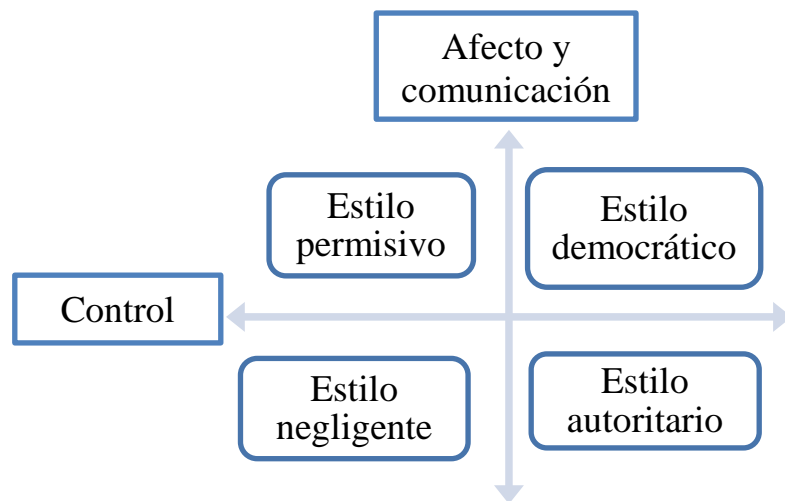 Afecto y
comunicación
Estilo
permisivo
Estilo
democrático
Control
Estilo
negligente
Estilo
autoritario